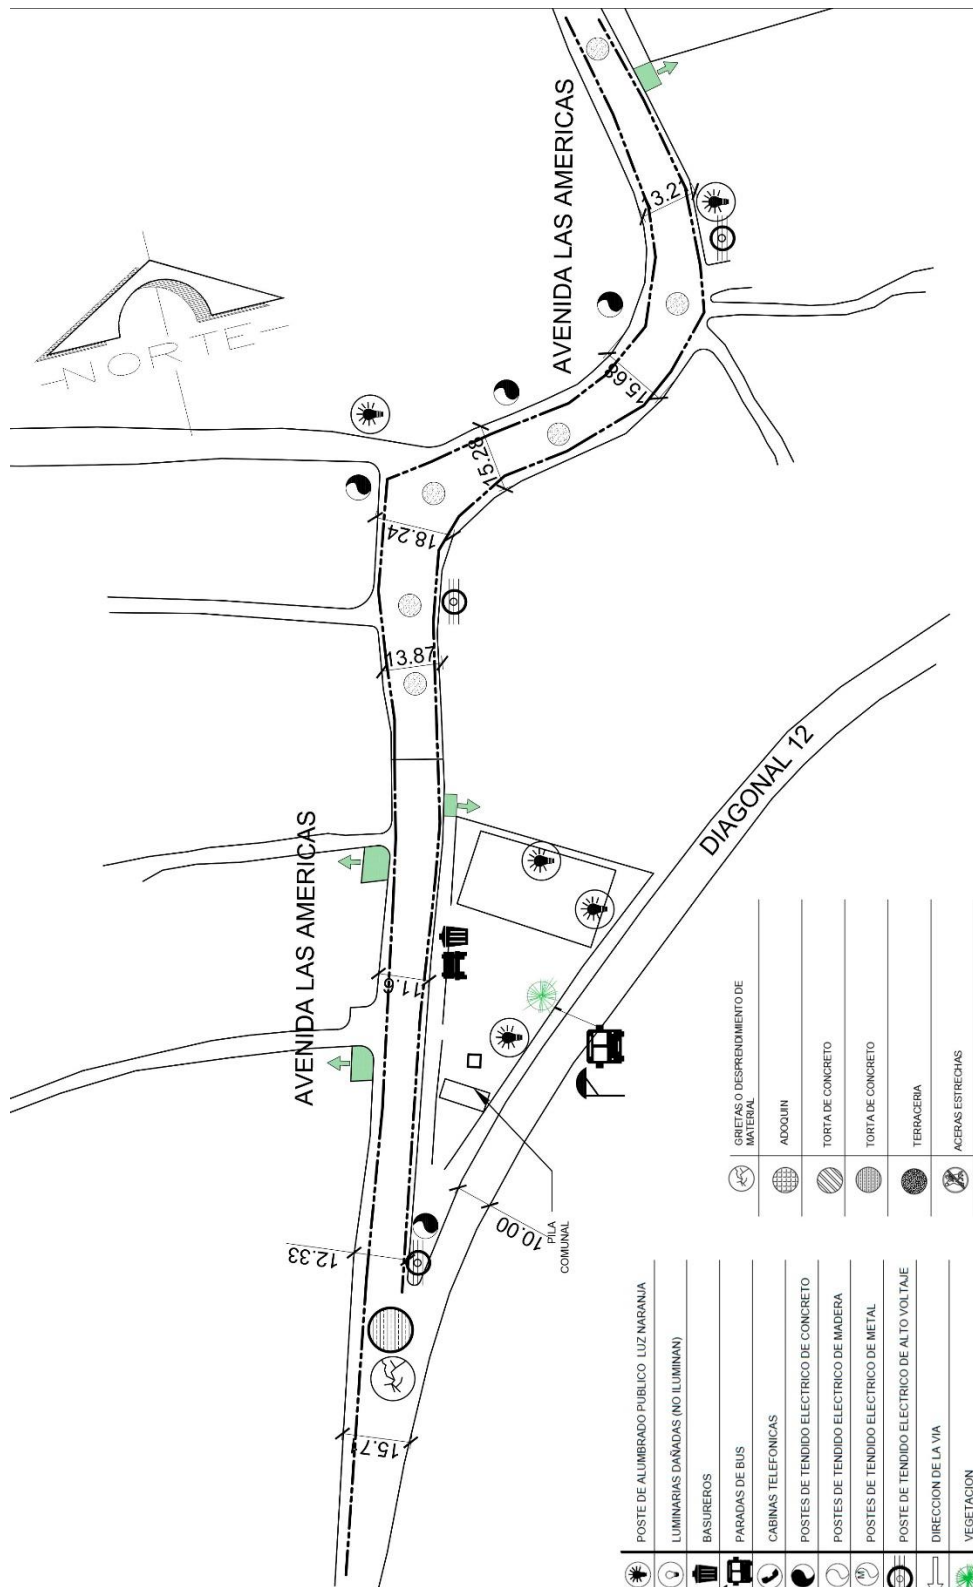 AVENIDA LAS AMERICAS
3.21
15.68
NORTE
15.28
18.24
13.87
DIAGONAL 12
AVENIDA LAS AMERICAS
11.6
PILA
COMUNAL
10.00
12.33
15.71
GRIETAS O DESPRENDIMIENTO DE
MATERIAL
ADOQUIN
TORTA DE CONCRETO
TORTA DE CONCRETO
TERRACERIA
ACERAS ESTRECHAS
POSTE DE ALUMBRADO PUBLICO LUZ NARANJA
LUMINARIAS DAÑADAS (NO ILUMINAN)
BASUREROS
PARADAS DE BUS
CABINAS TELEFONICAS
POSTES DE TENDIDO ELECTRICO DE CONCRETO
POSTES DE TENDIDO ELECTRICO DE MADERA
M
POSTES DE TENDIDO ELECTRICO DE METAL
POSTE DE TENDIDO ELECTRICO DE ALTO VOLTAJE
DIRECCION DE LA VIA
VEGETACION